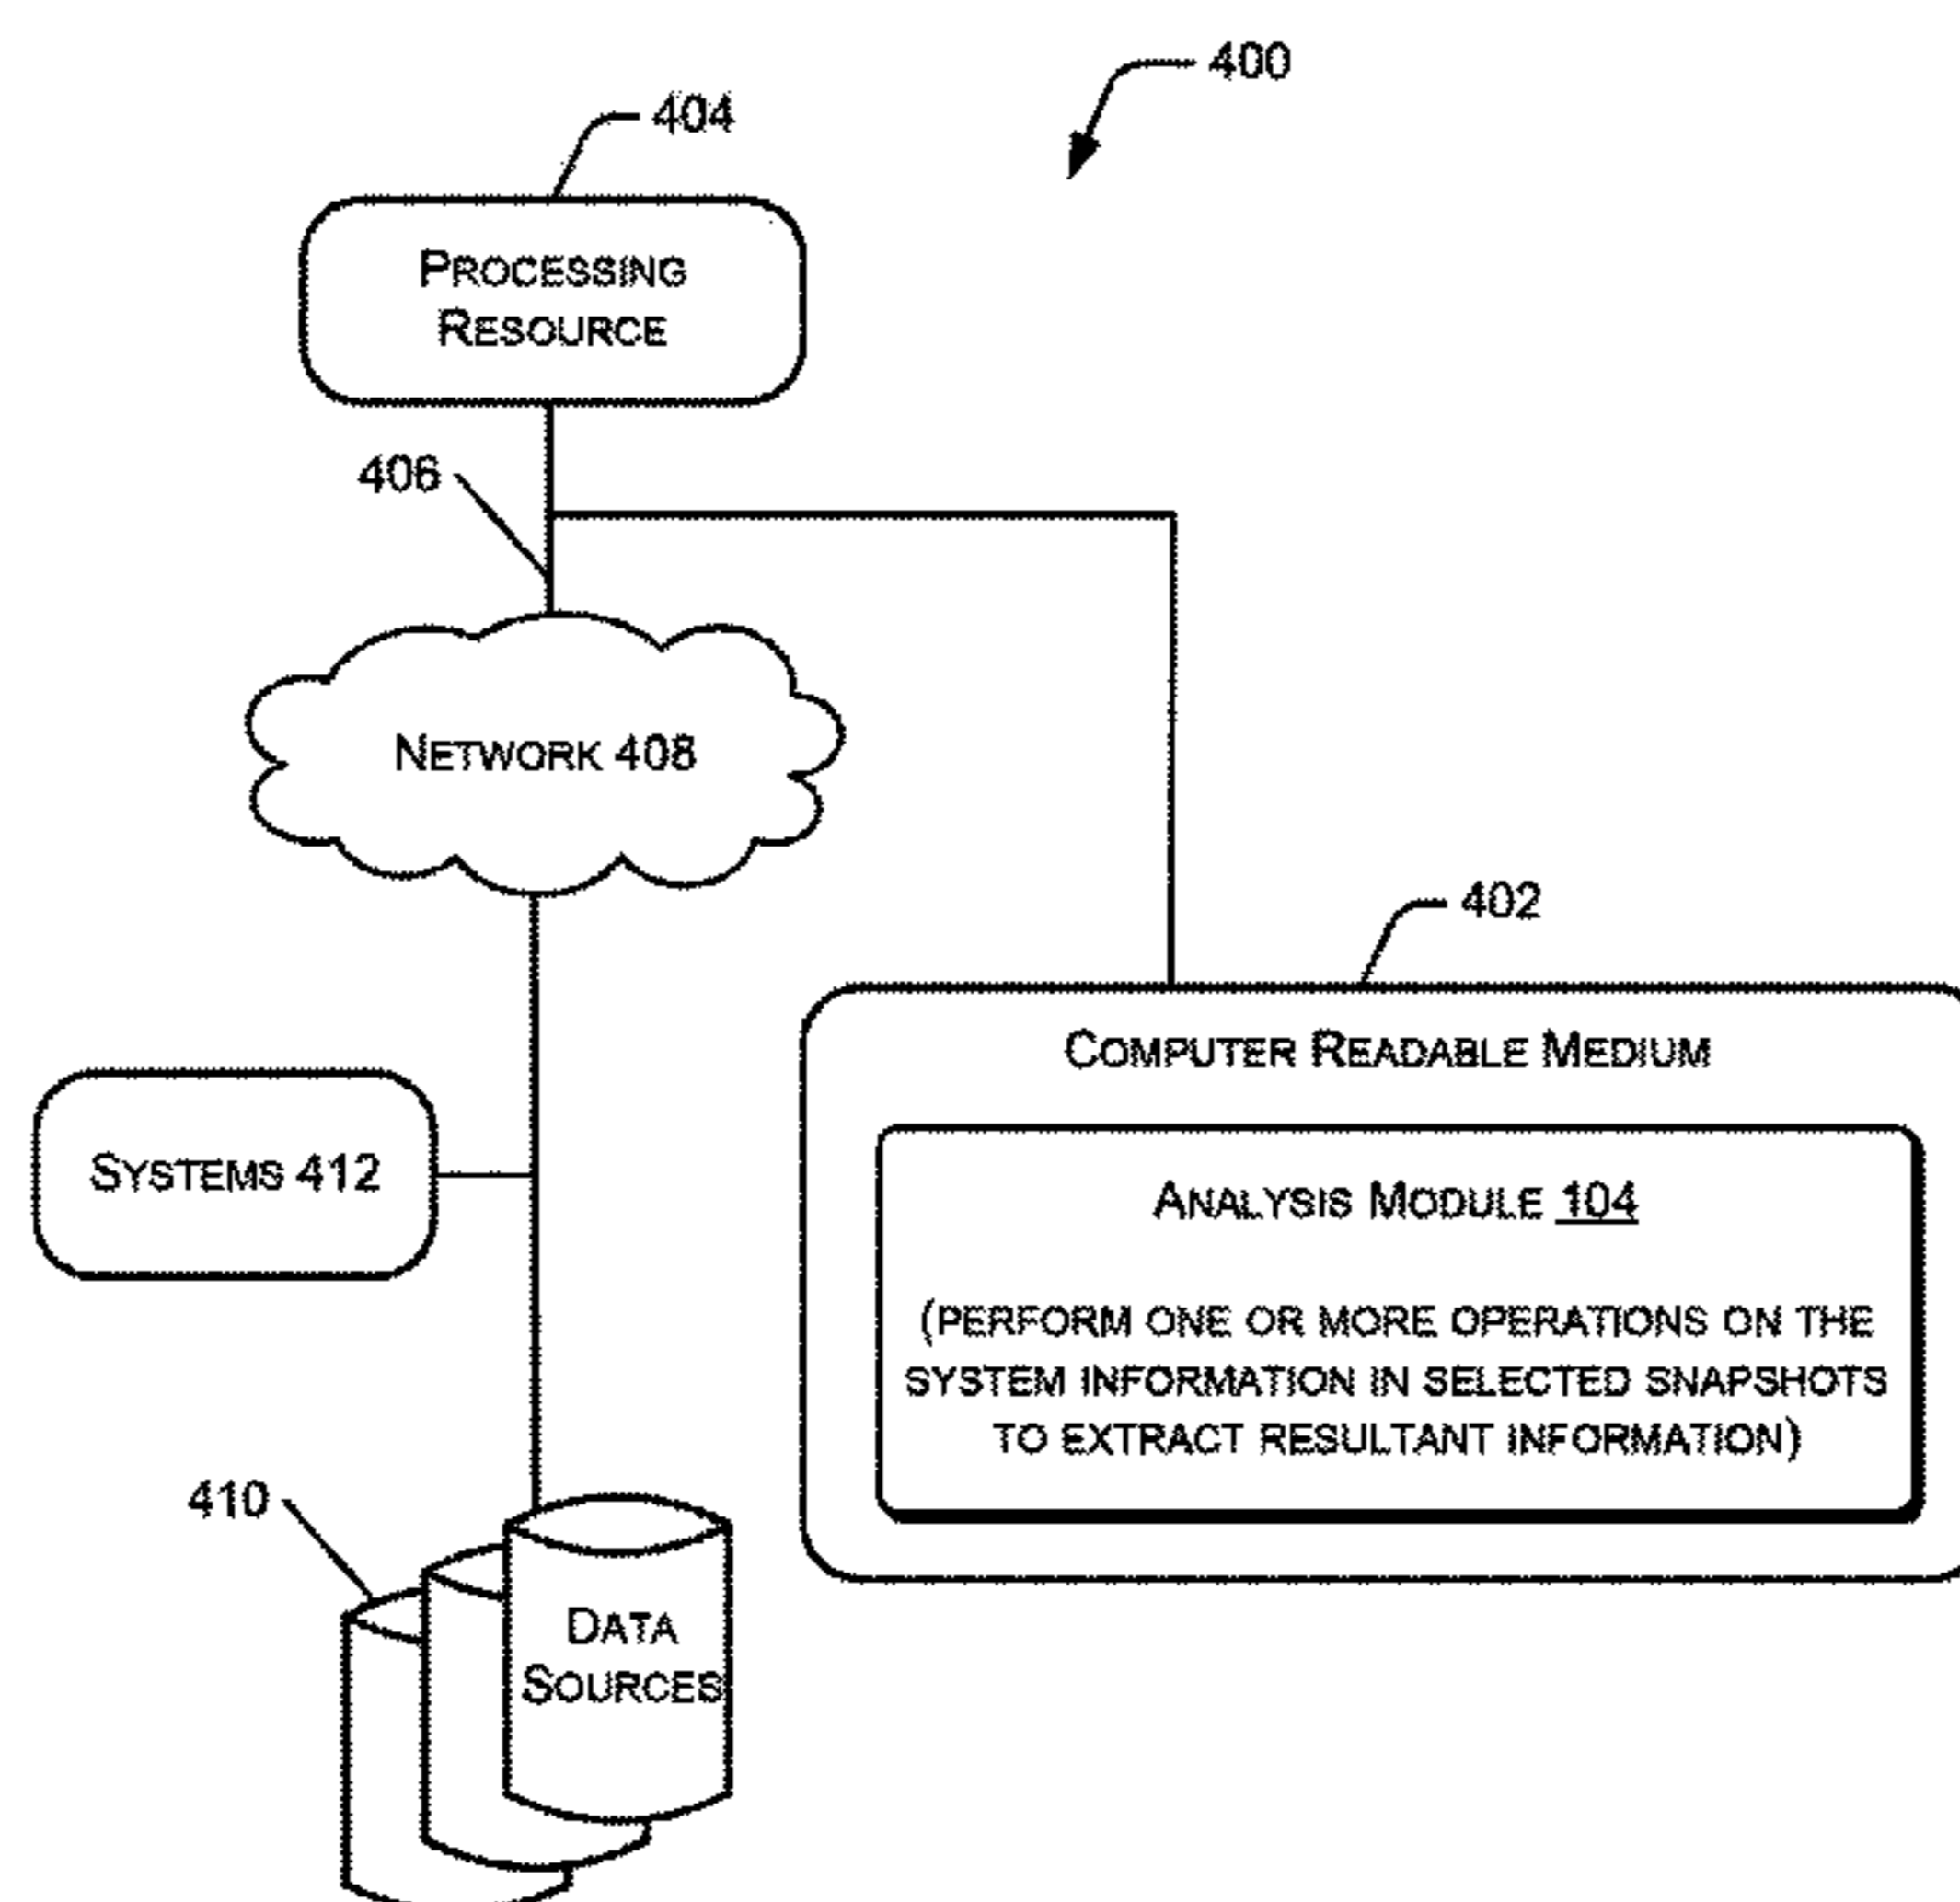 400
404
PROCESSING
RESOURCE
406
NETWORK 408
402
COMPUTER READABLE MEDIUM
SYSTEMS 412
ANALYSIS MODULE 104
(PERFORM ONE OR MORE OPERATIONS ON THE
SYSTEM INFORMATION IN SELECTED SNAPSHOTS
TO EXTRACT RESULTANT INFORMATION)
410
DATA
SOURCES